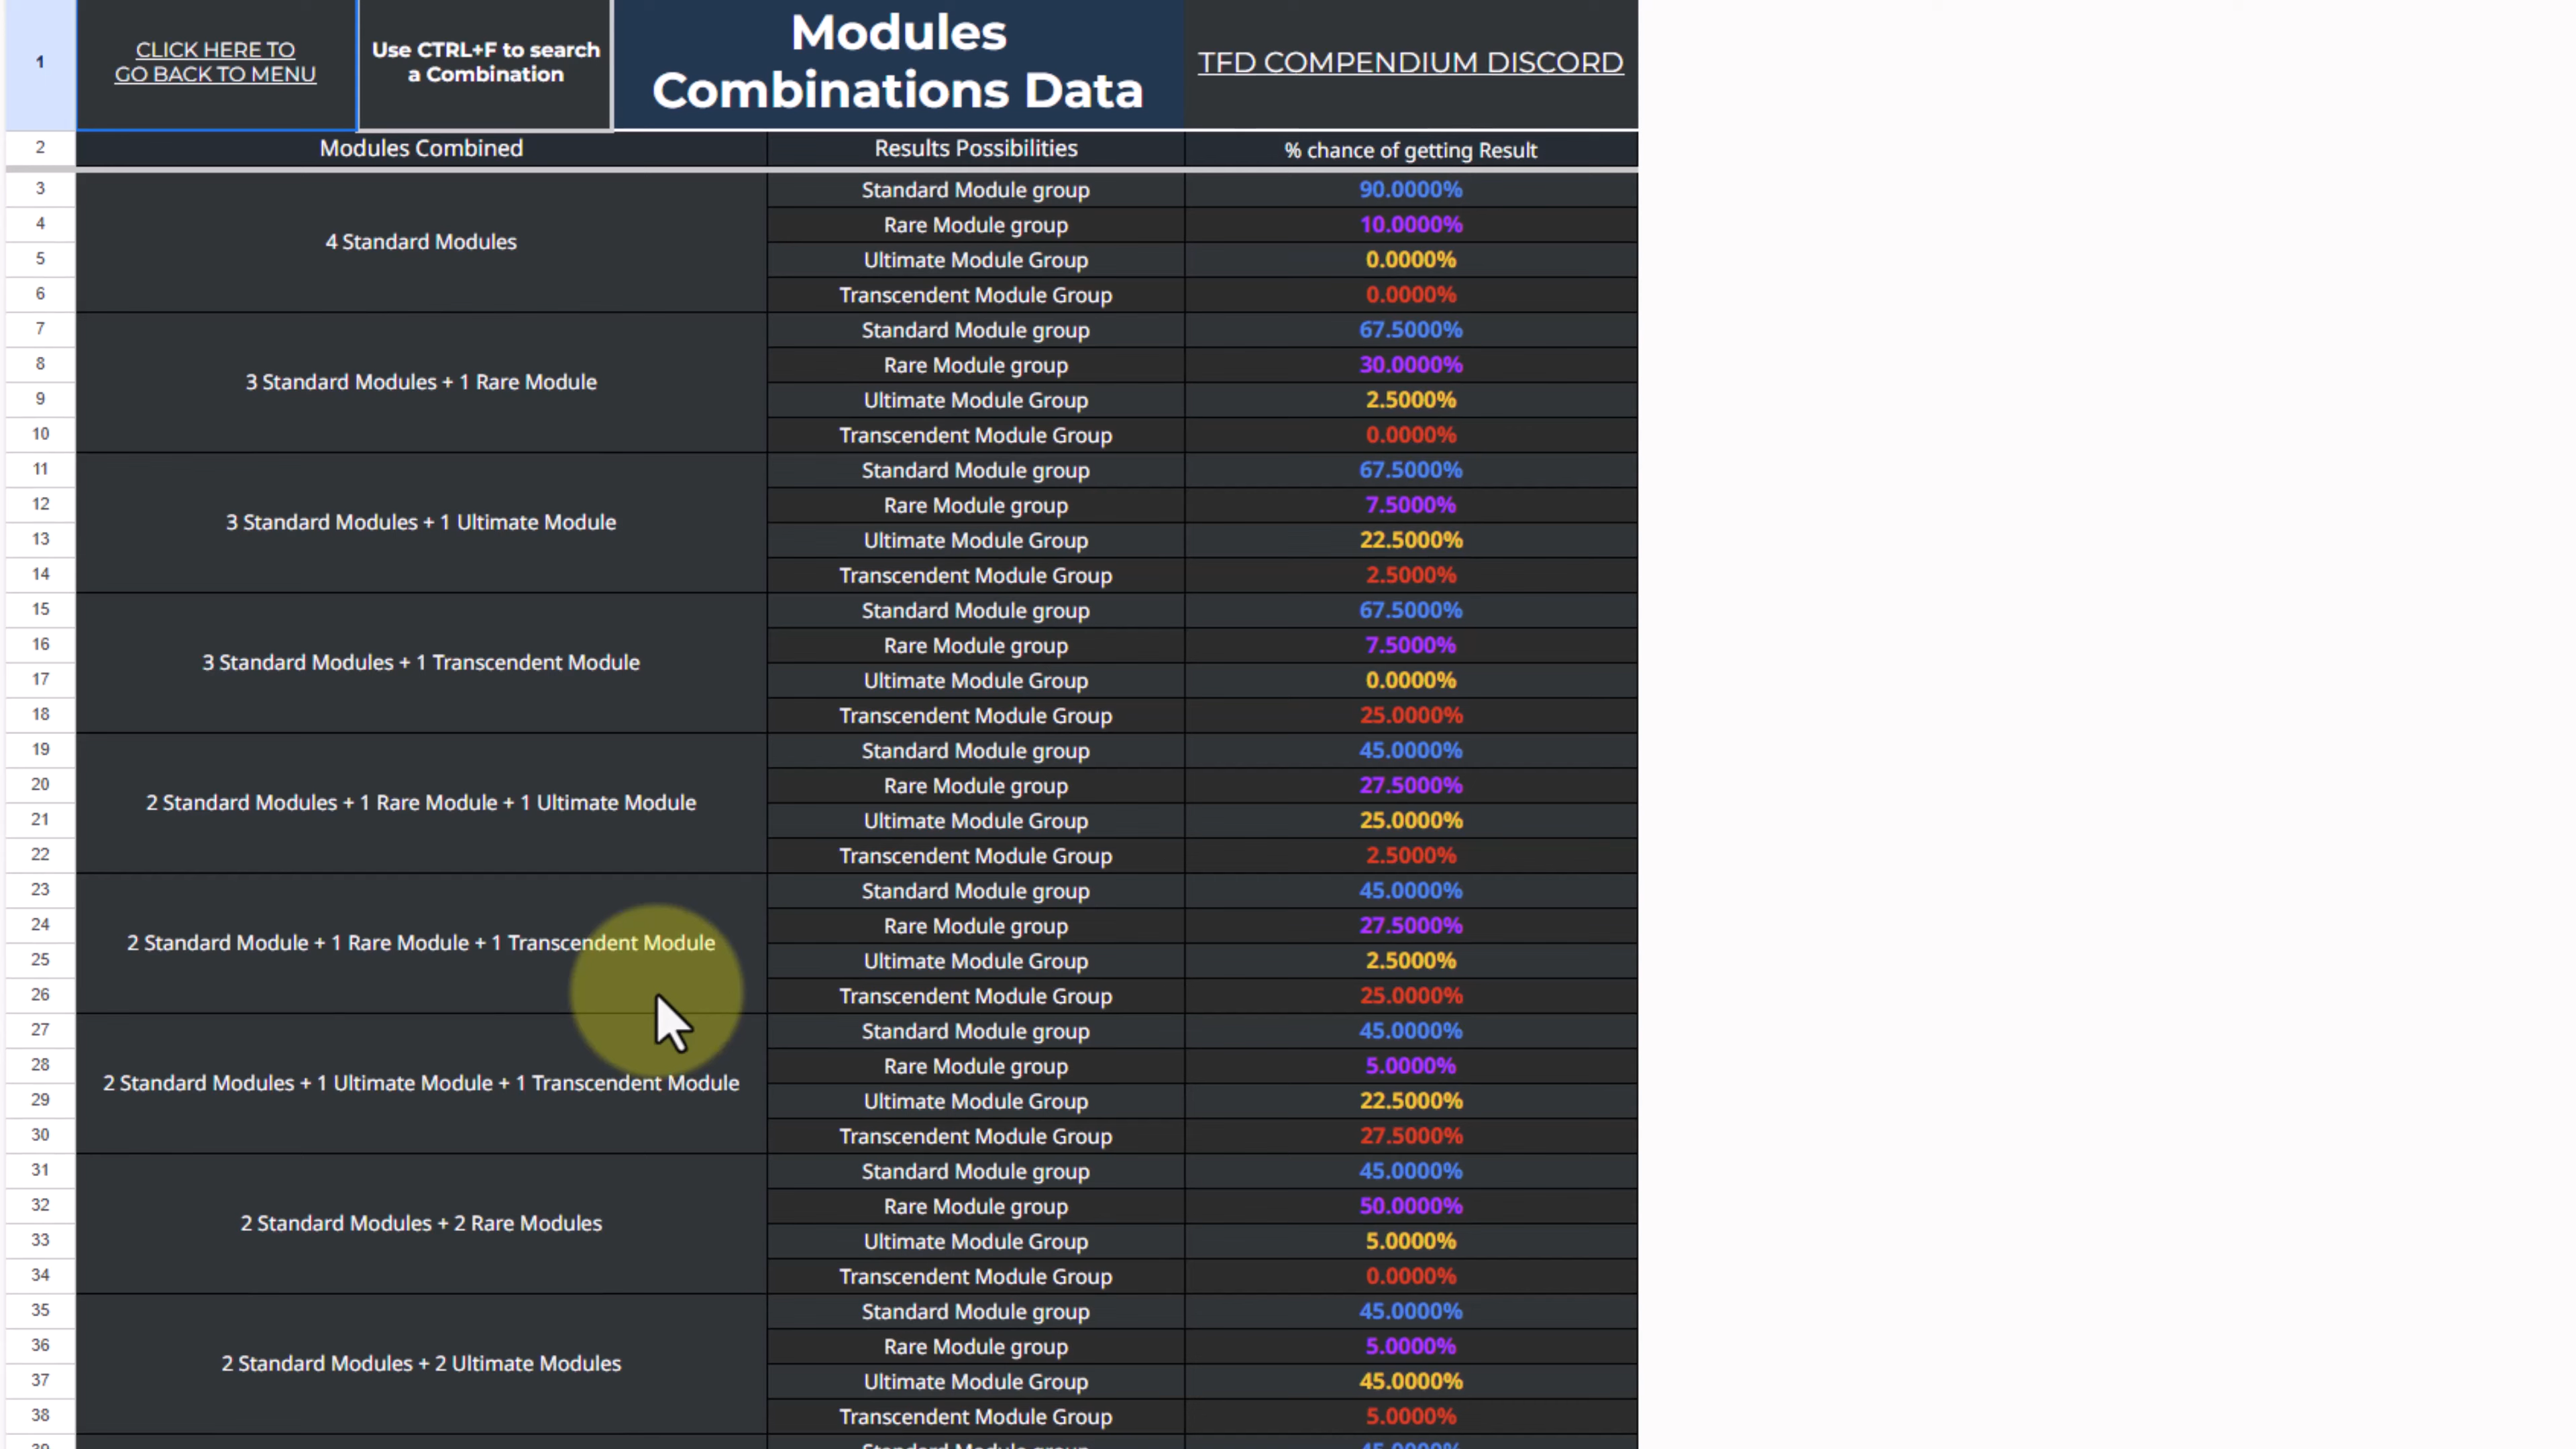 1
CLICK HERE TO
GO BACK TO MENU
Use CTRL+F to search
a Combination
Modules
Combinations Data
TFD COMPENDIUM DISCORD
2 Modules Combined Results Possibilities % chance of getting Result
3 Standard Module group 90.0000%
4 Rare Module group 10.0000%
4 Standard Modules
5 Ultimate Module Group 0.0000%
6 Transcendent Module Group 0.0000%
7 Standard Module group 67.5000%
8 Rare Module group 30.0000%
3 Standard Modules + 1 Rare Module
9 Ultimate Module Group 2.5000%
10 Transcendent Module Group 0.0000%
11 Standard Module group 67.5000%
12 Rare Module group 7.5000%
3 Standard Modules + 1 Ultimate Module
13 Ultimate Module Group 22.5000%
14 Transcendent Module Group 2.5000%
15 Standard Module group 67.5000%
16 Rare Module group 7.5000%
3 Standard Modules + 1 Transcendent Module
17 Ultimate Module Group 0.0000%
18 Transcendent Module Group 25.0000%
19 Standard Module group 45.0000%
20 Rare Module group 27.5000%
2 Standard Modules + 1 Rare Module + 1 Ultimate Module
21 Ultimate Module Group 25.0000%
22 Transcendent Module Group 2.5000%
23 Standard Module group 45.0000%
24 Rare Module group 27.5000%
2 Standard Module + 1 Rare Module + 1 Transcendent Module
25 Ultimate Module Group 2.5000%
26 Transcendent Module Group 25.0000%
27 Standard Module group 45.0000%
28 Rare Module group 5.0000%
2 Standard Modules + 1 Ultimate Module + 1 Transcendent Module
29 Ultimate Module Group 22.5000%
30 Transcendent Module Group 27.5000%
31 Standard Module group 45.0000%
32 Rare Module group 50.0000%
2 Standard Modules + 2 Rare Modules
33 Ultimate Module Group 5.0000%
34 Transcendent Module Group 0.0000%
35 Standard Module group 45.0000%
36 Rare Module group 5.0000%
2 Standard Modules + 2 Ultimate Modules
37 Ultimate Module Group 45.0000%
38 Transcendent Module Group 5.0000%
39 Standard Module group 45.0000%